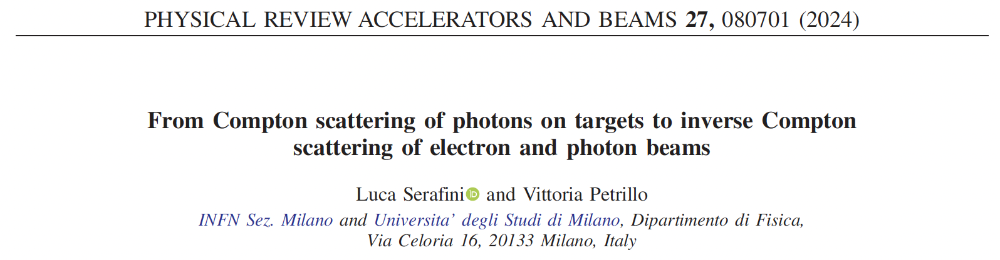 PHYSICAL REVIEW ACCELERATORS AND BEAMS 27, 080701 (2024)
From Compton scattering of photons on targets to inverse Compton
scattering of electron and photon beams
Luca Serafini iD and Vittoria Petrillo
INFN Sez. Milano and Universita’ degli Studi di Milano, Dipartimento di Fisica,
Via Celoria 16, 20133 Milano, Italy